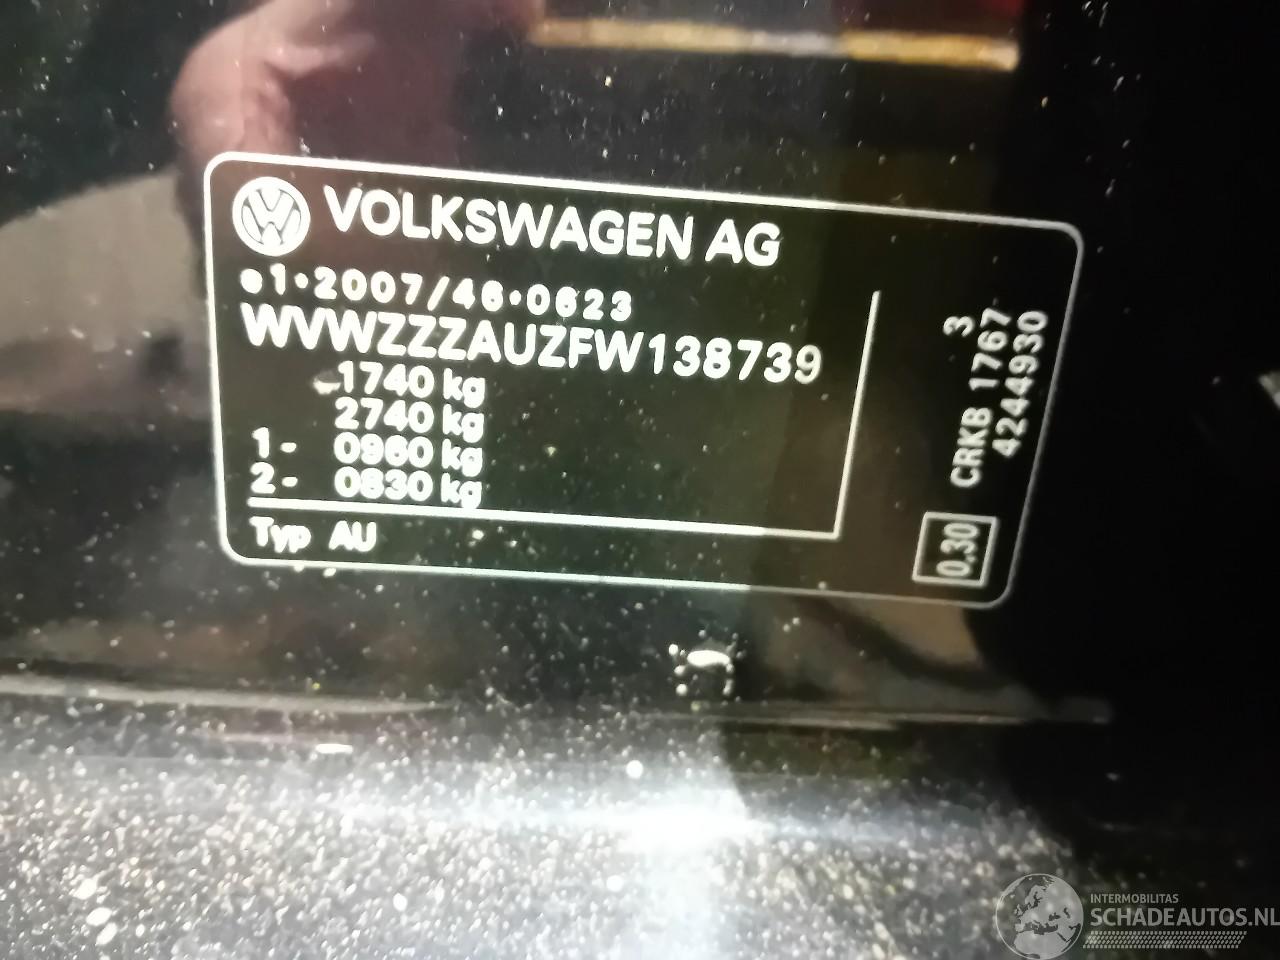 VOLKSWAGEN AG
e1*2007/46*0623
WVWZZZAUZFW138739
1740 kg
2740 kg
1- 0960 kg
2- 0830 kg
Typ AU
3
CRKB 1767
4244930
0.30
INTERMOBILITAS
SCHADEAUTOS.NL